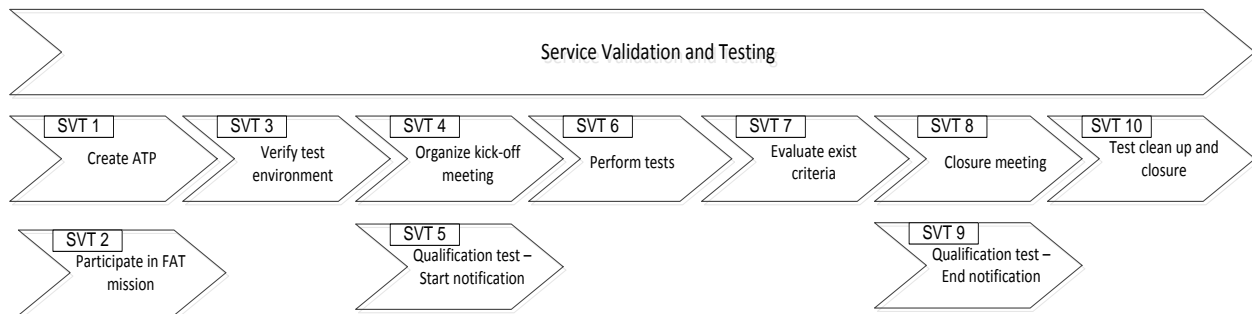 Service Validation and Testing
SVT 1
Create ATP
SVT 3
Verify test
environment
SVT 4
Organize kick-off
meeting
SVT 6
Perform tests
SVT 7
Evaluate exist
criteria
SVT 8
Closure meeting
SVT 10
Test clean up and
closure
SVT 2
Participate in FAT
mission
SVT 5
Qualification test –
Start notification
SVT 9
Qualification test –
End notification